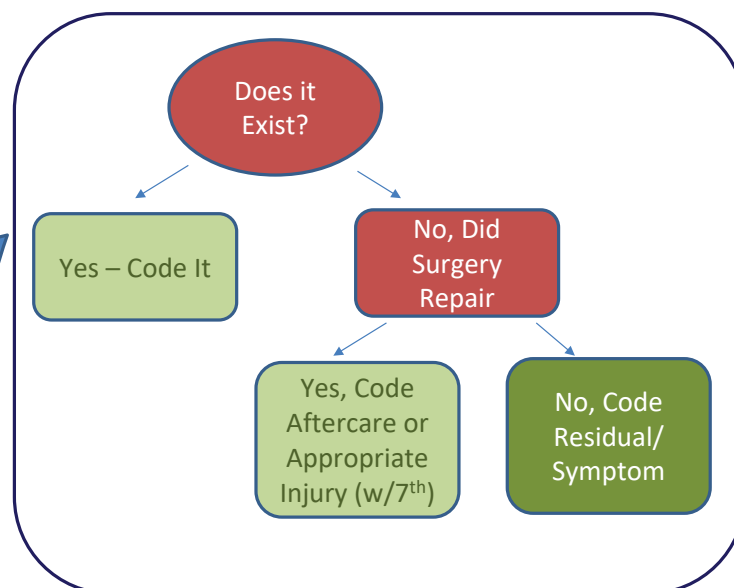 Does it
Exist?
Yes – Code It
No, Did
Surgery
Repair
Yes, Code
Aftercare or
Appropriate
Injury (w/7th)
No, Code
Residual/
Symptom